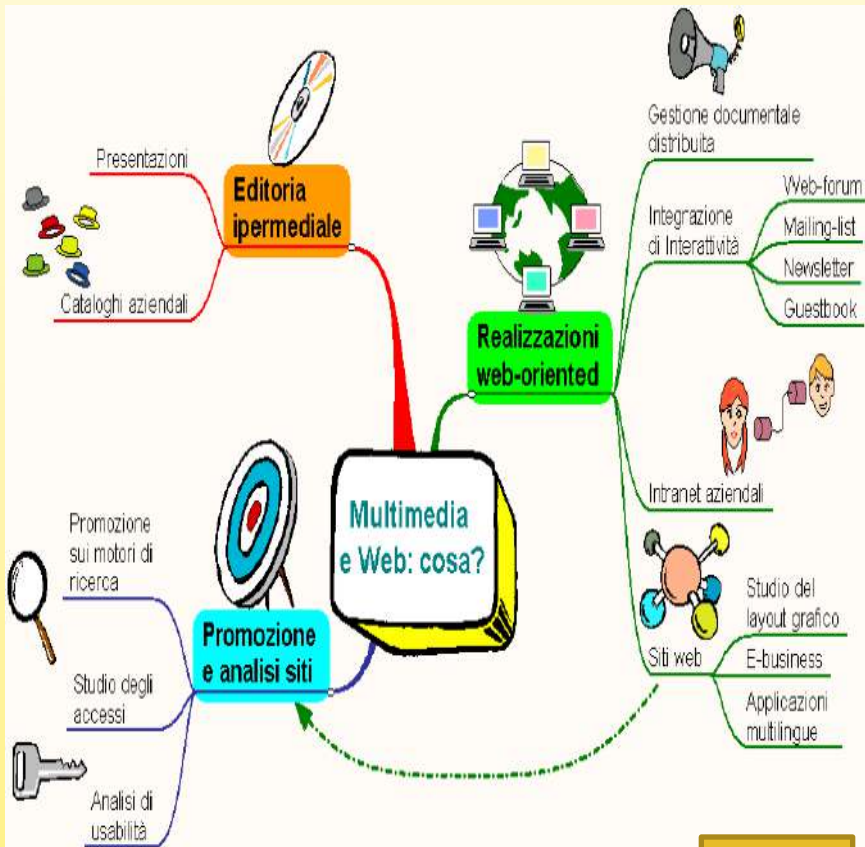 Multimedia
e Web: cosa?
Editoria
ipermediale
Presentazioni
Cataloghi aziendali
Realizzazioni
web-oriented
Gestione documentale
distribuita
Integrazione
di Interattività
Web-forum
Mailing-list
Newsletter
Guestbook
Intranet aziendali
Siti web
Studio del
layout grafico
E-business
Applicazioni
multilingue
Promozione
e analisi siti
Promozione
sui motori di
ricerca
Studio degli
accessi
Analisi di
usabilità